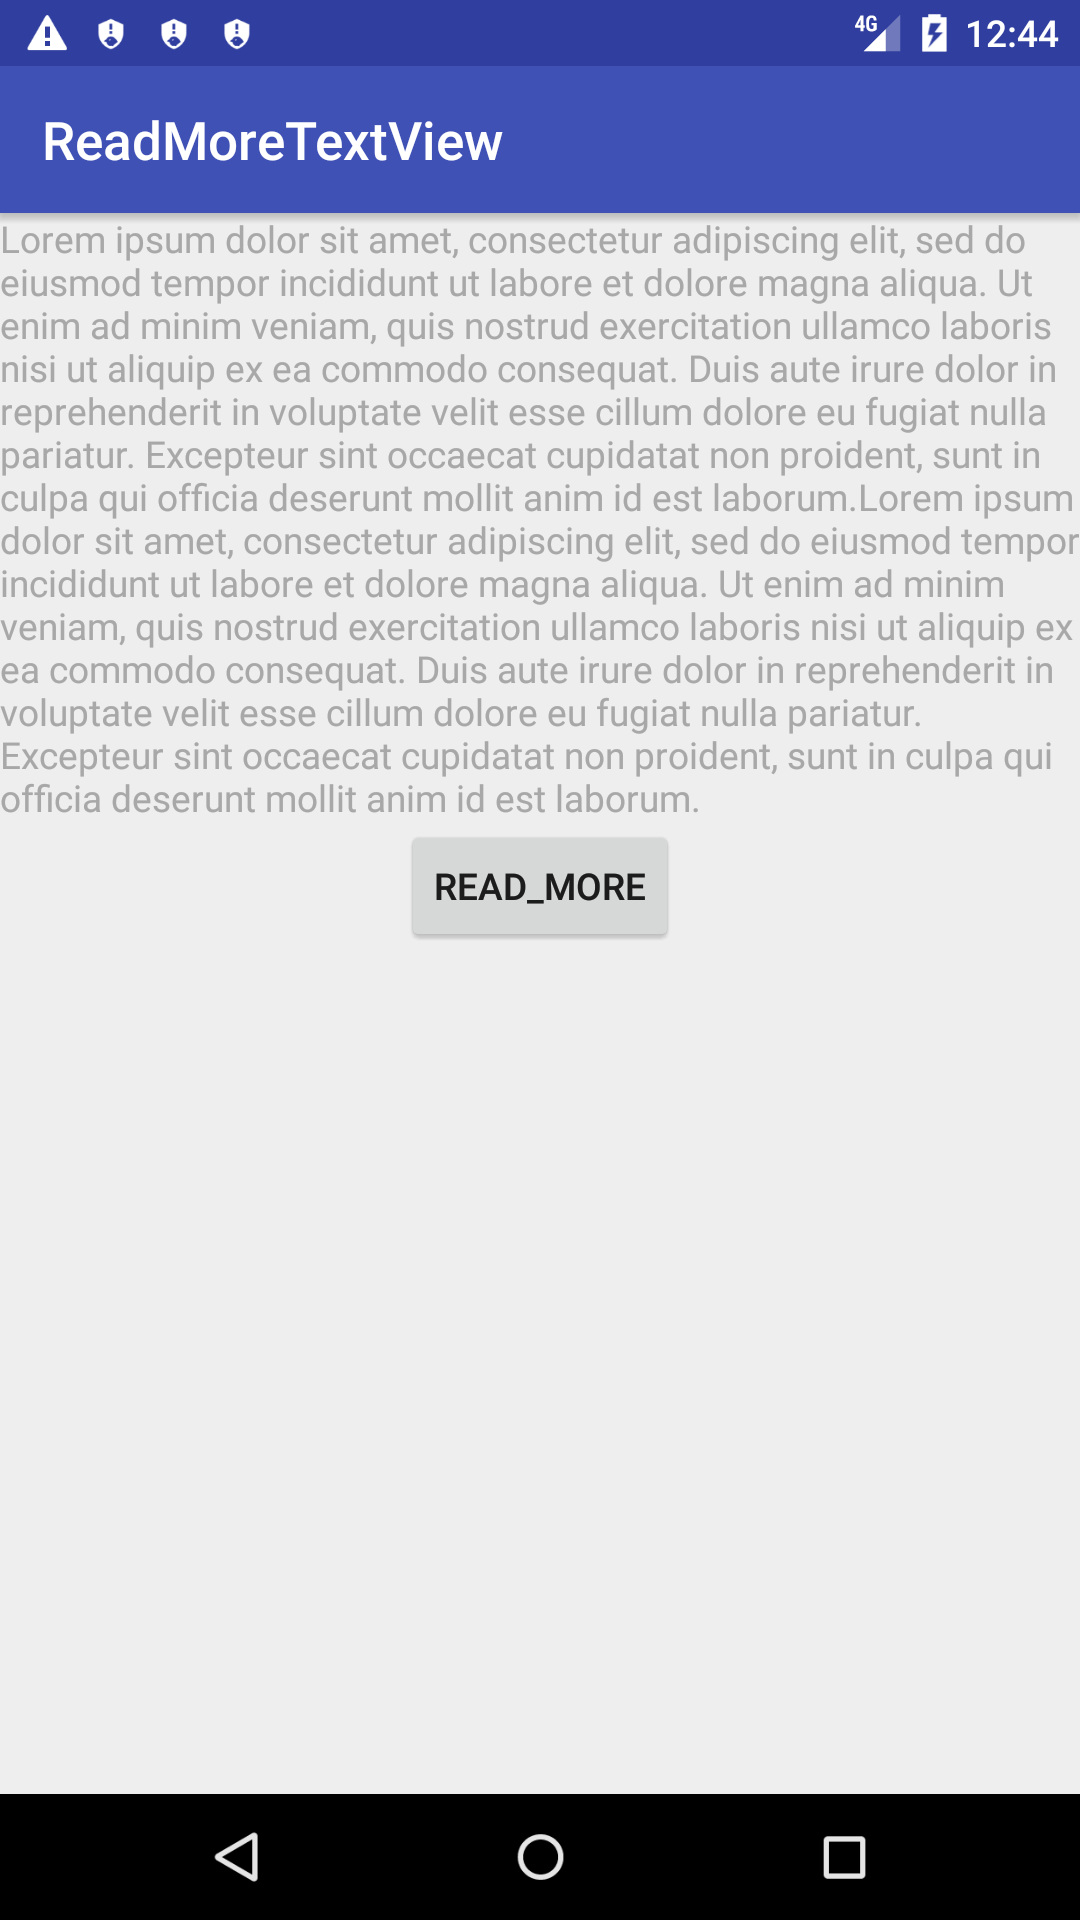 4G 12:44
ReadMoreTextView
Lorem ipsum dolor sit amet, consectetur adipiscing elit, sed do
eiusmod tempor incididunt ut labore et dolore magna aliqua. Ut
enim ad minim veniam, quis nostrud exercitation ullamco laboris
nisi ut aliquip ex ea commodo consequat. Duis aute irure dolor in
reprehenderit in voluptate velit esse cillum dolore eu fugiat nulla
pariatur. Excepteur sint occaecat cupidatat non proident, sunt in
culpa qui officia deserunt mollit anim id est laborum.Lorem ipsum
dolor sit amet, consectetur adipiscing elit, sed do eiusmod tempor
incididunt ut labore et dolore magna aliqua. Ut enim ad minim
veniam, quis nostrud exercitation ullamco laboris nisi ut aliquip ex
ea commodo consequat. Duis aute irure dolor in reprehenderit in
voluptate velit esse cillum dolore eu fugiat nulla pariatur.
Excepteur sint occaecat cupidatat non proident, sunt in culpa qui
officia deserunt mollit anim id est laborum.
READ_MORE